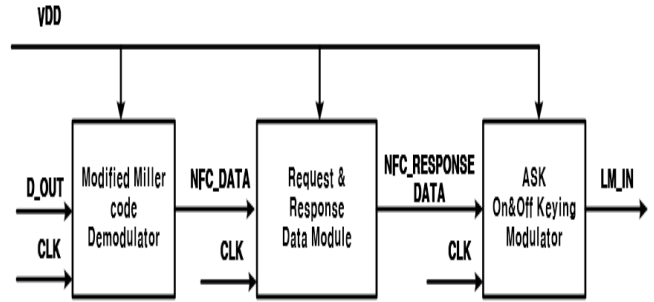 VDD
D_OUT
CLK
Modified Miller
code
Demodulator
NFC_DATA
CLK
Request &
Response
Data Module
NFC_RESPONSE
DATA
CLK
ASK
On&Off Keying
Modulator
LM_IN